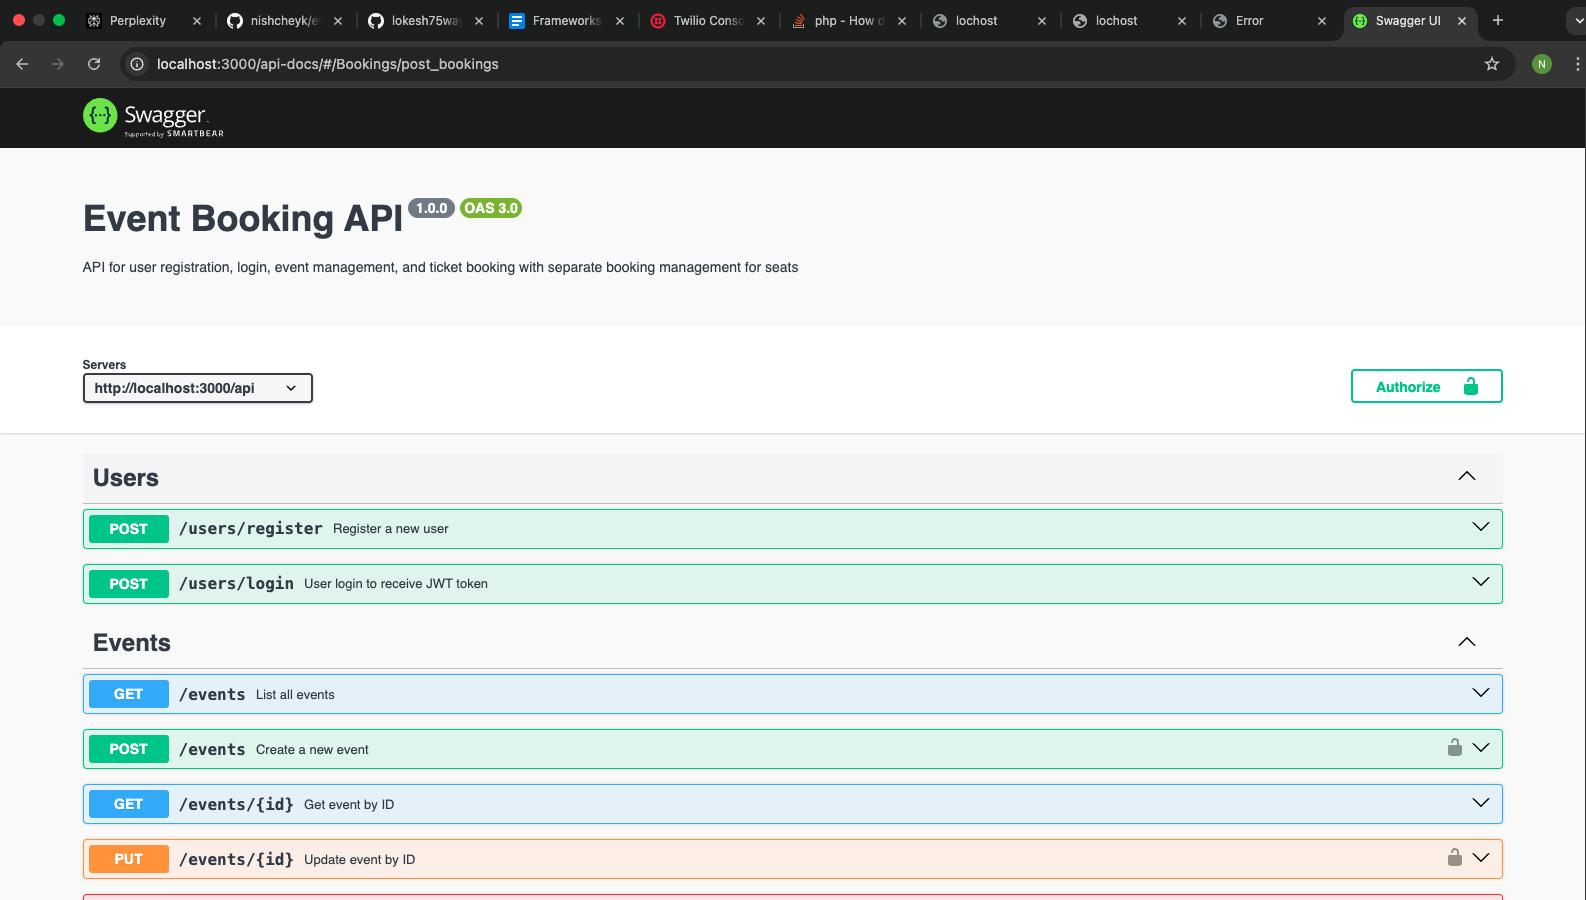 Perplexity
nishcheyk/e
lokesh75way
Frameworks
Twilio Conso
php - How d
lochost
lochost
Error
Swagger UI
localhost:3000/api-docs/#/Bookings/post_bookings
N
{...} Swagger
Supported by SMARTBEAR
Event Booking API 1.0.0 OAS 3.0
API for user registration, login, event management, and ticket booking with separate booking management for seats
Servers
http://localhost:3000/api
Authorize
Users
POST /users/register Register a new user
POST /users/login User login to receive JWT token
Events
GET /events List all events
POST /events Create a new event
GET /events/{id} Get event by ID
PUT /events/{id} Update event by ID